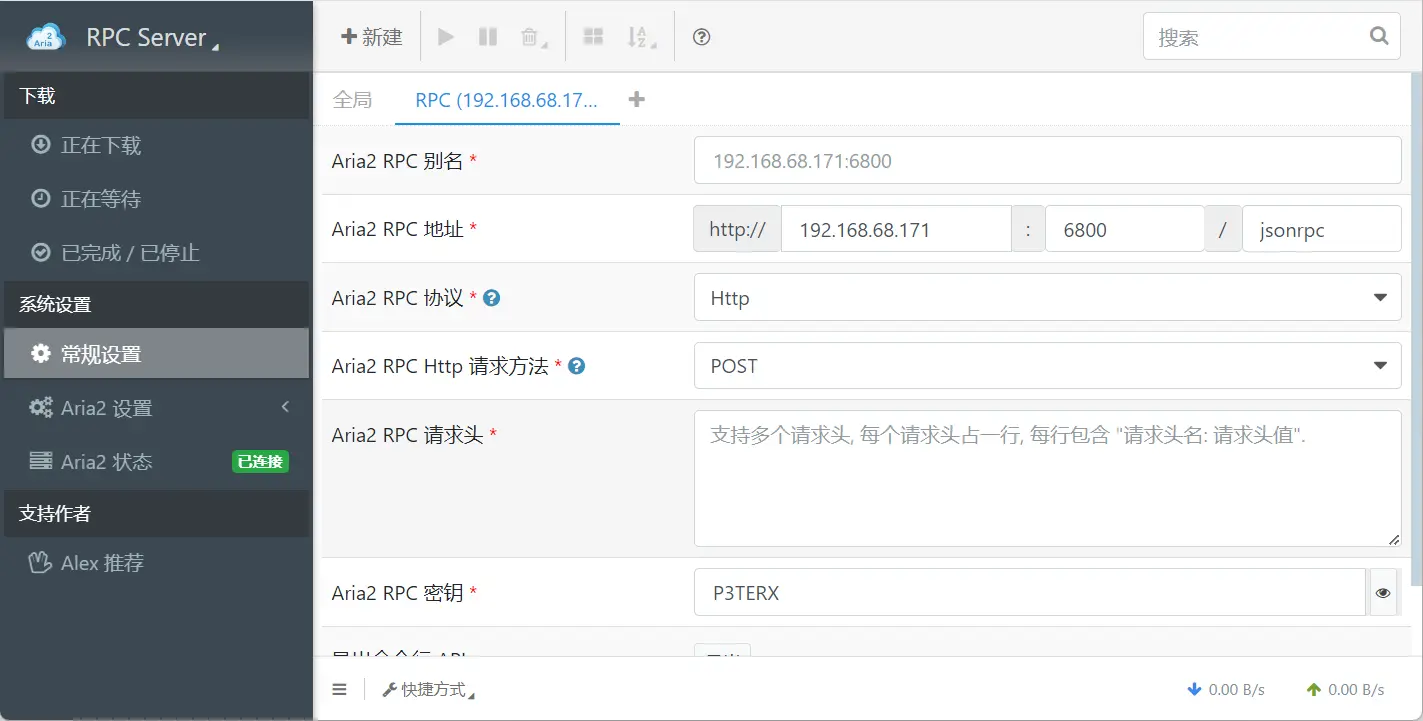 Aria2
RPC Server
新建
搜索
下载
正在下载
正在等待
已完成 / 已停止
系统设置
常规设置
Aria2 设置
Aria2 状态 已连接
支持作者
Alex 推荐
全局 RPC (192.168.68.17...
Aria2 RPC 别名 * 192.168.68.171:6800
Aria2 RPC 地址 * http:// 192.168.68.171 : 6800 / jsonrpc
Aria2 RPC 协议 * Http
Aria2 RPC Http 请求方法 * POST
Aria2 RPC 请求头 * 支持多个请求头, 每个请求头占一行, 每行包含 "请求头名: 请求头值".
Aria2 RPC 密钥 * P3TERX
快捷方式 0.00 B/s 0.00 B/s